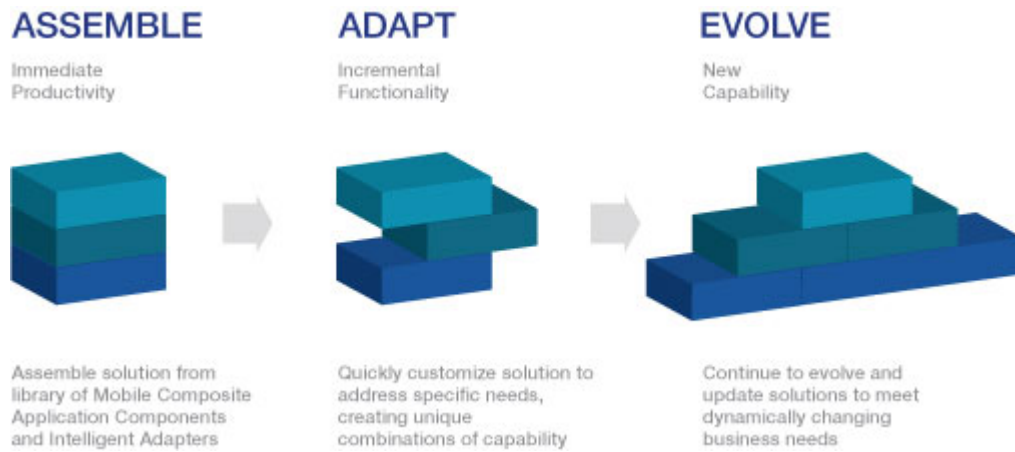 ASSEMBLE
Immediate
Productivity
Assemble solution from
library of Mobile Composite
Application Components
and Intelligent Adapters
ADAPT
Incremental
Functionality
Quickly customize solution to
address specific needs,
creating unique
combinations of capability
EVOLVE
New
Capability
Continue to evolve and
update solutions to meet
dynamically changing
business needs